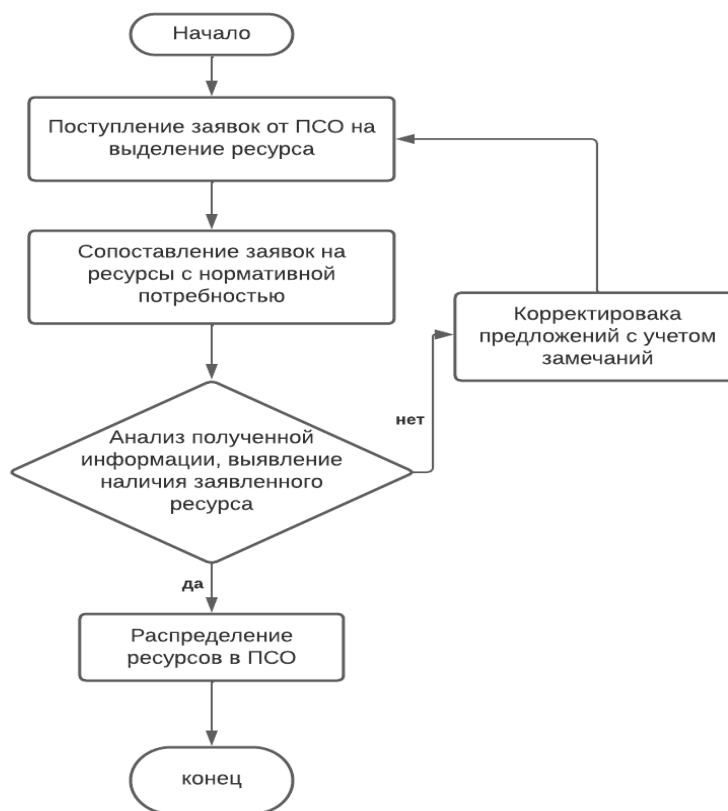 Начало
Поступление заявок от ПСО на
выделение ресурса
Сопоставление заявок на
ресурсы с нормативной
потребностью
Корректировака
предложений с учетом
замечаний
нет
Анализ полученной
информации, выявление
наличия заявленного
ресурса
да
Распределение
ресурсов в ПСО
конец